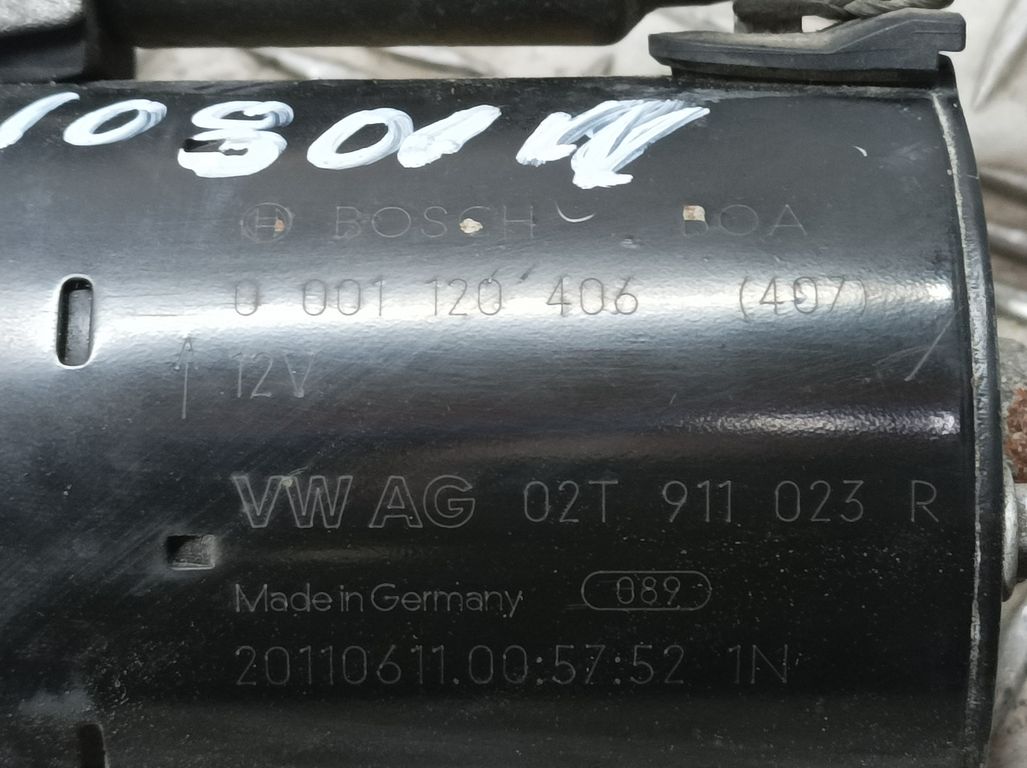 BOSCH BOA
0 001 120 406 (407)
12V
VW AG 02T 911 023 R
Made in Germany 089
20110611.00:57:52 1N